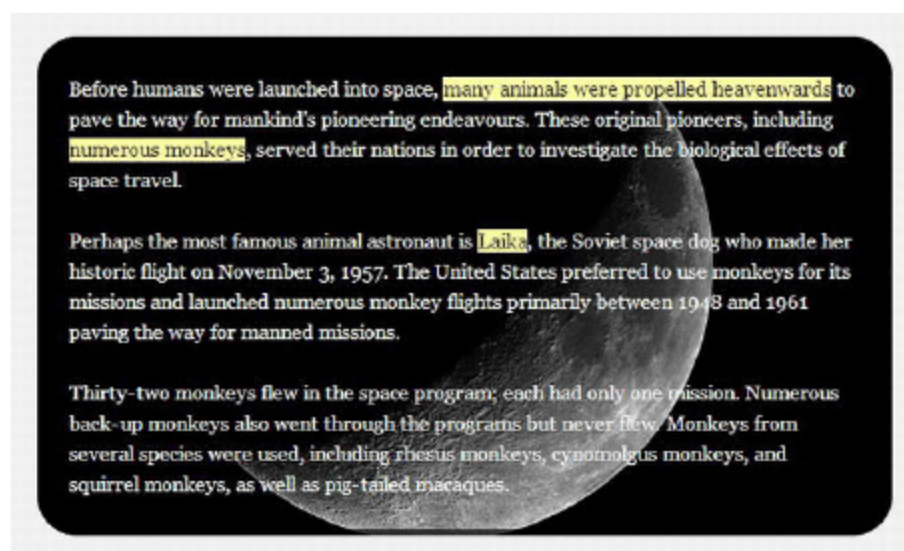 Before humans were launched into space, many animals were propelled heavenwards to
pave the way for mankind's pioneering endeavours. These original pioneers, including
numerous monkeys, served their nations in order to investigate the biological effects of
space travel.
Perhaps the most famous animal astronaut is Laika, the Soviet space dog who made her
historic flight on November 3, 1957. The United States preferred to use monkeys for its
missions and launched numerous monkey flights primarily between 1948 and 1961
paving the way for manned missions.
Thirty-two monkeys flew in the space program; each had only one mission. Numerous
back-up monkeys also went through the programs but never flew. Monkeys from
several species were used, including rhesus monkeys, cynomolgus monkeys, and
squirrel monkeys, as well as pig-tailed macaques.